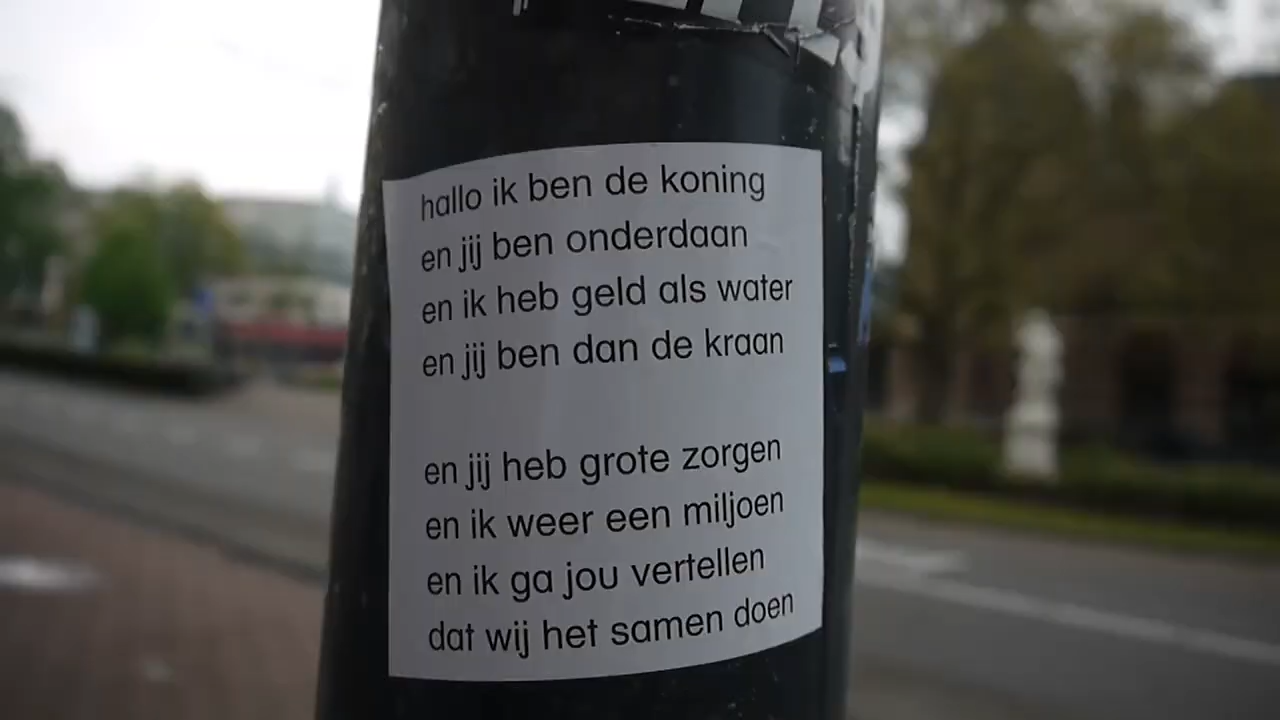 hallo ik ben de koning
en jij ben onderdaan
en ik heb geld als water
en jij ben dan de kraan
en jij heb grote zorgen
en ik weer een miljoen
en ik ga jou vertellen
dat wij het samen doen